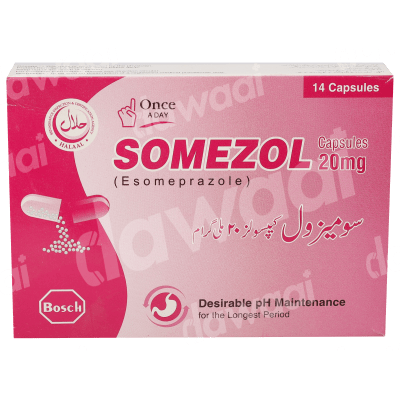 14 Capsules
Once
A DAY
حلال
HALAAL
SOMEZOL
Capsules
20mg
(Esomeprazole)
سومیزول کیپسولز ۲۰ ملی گرام
Bosch
Desirable pH Maintenance
for the Longest Period
dawaai